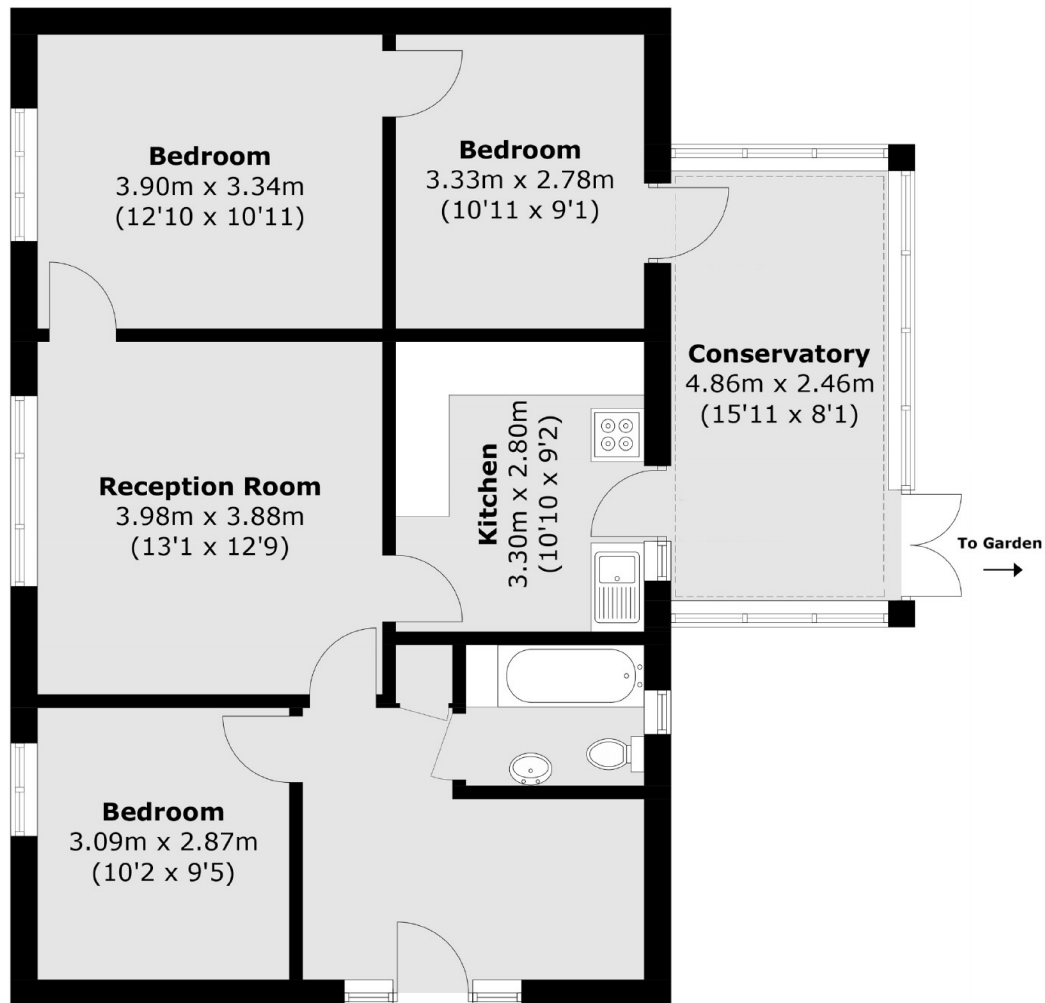 Bedroom
3.90m x 3.34m
(12'10 x 10'11)
Bedroom
3.33m x 2.78m
(10'11 x 9'1)
Conservatory
4.86m x 2.46m
(15'11 x 8'1)
Reception Room
3.98m x 3.88m
(13'1 x 12'9)
Kitchen
3.30m x 2.80m
(10'10 x 9'2)
To Garden
Bedroom
3.09m x 2.87m
(10'2 x 9'5)